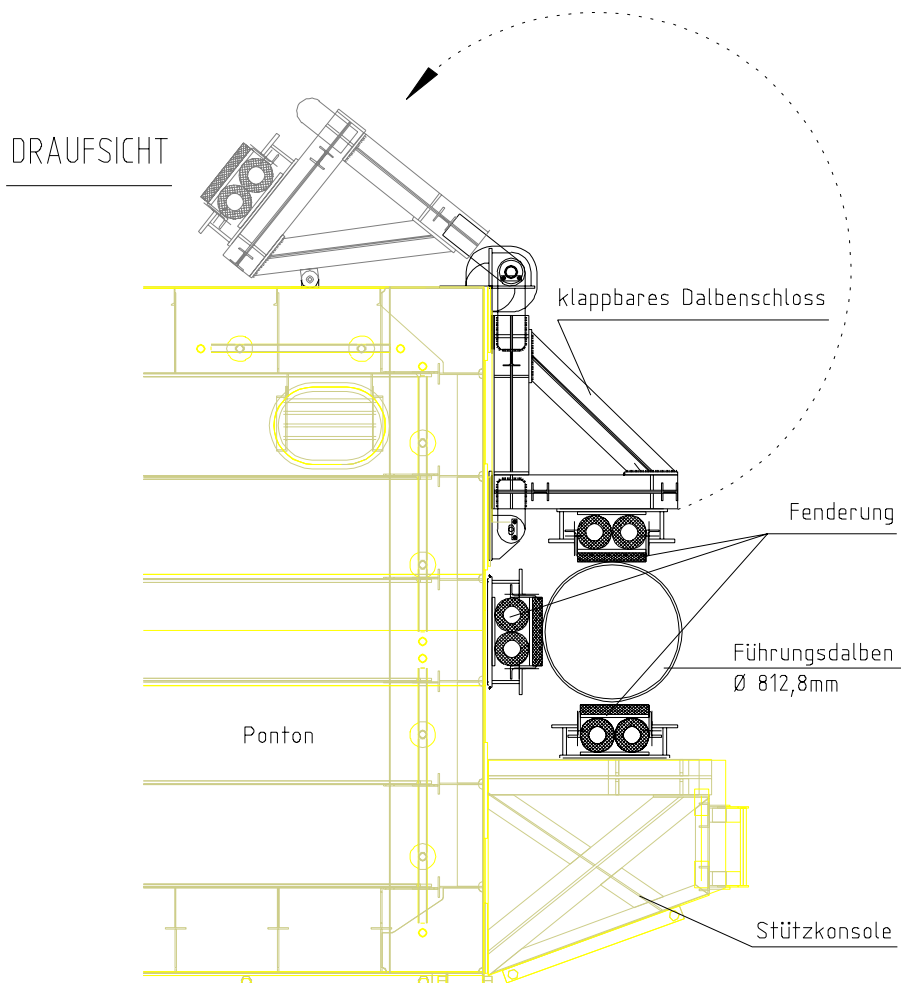 DRAUFSICHT
klappbares Dalbenschloss
Fenderung
Führungsdalben
Ø 812,8mm
Ponton
Stützkonsole